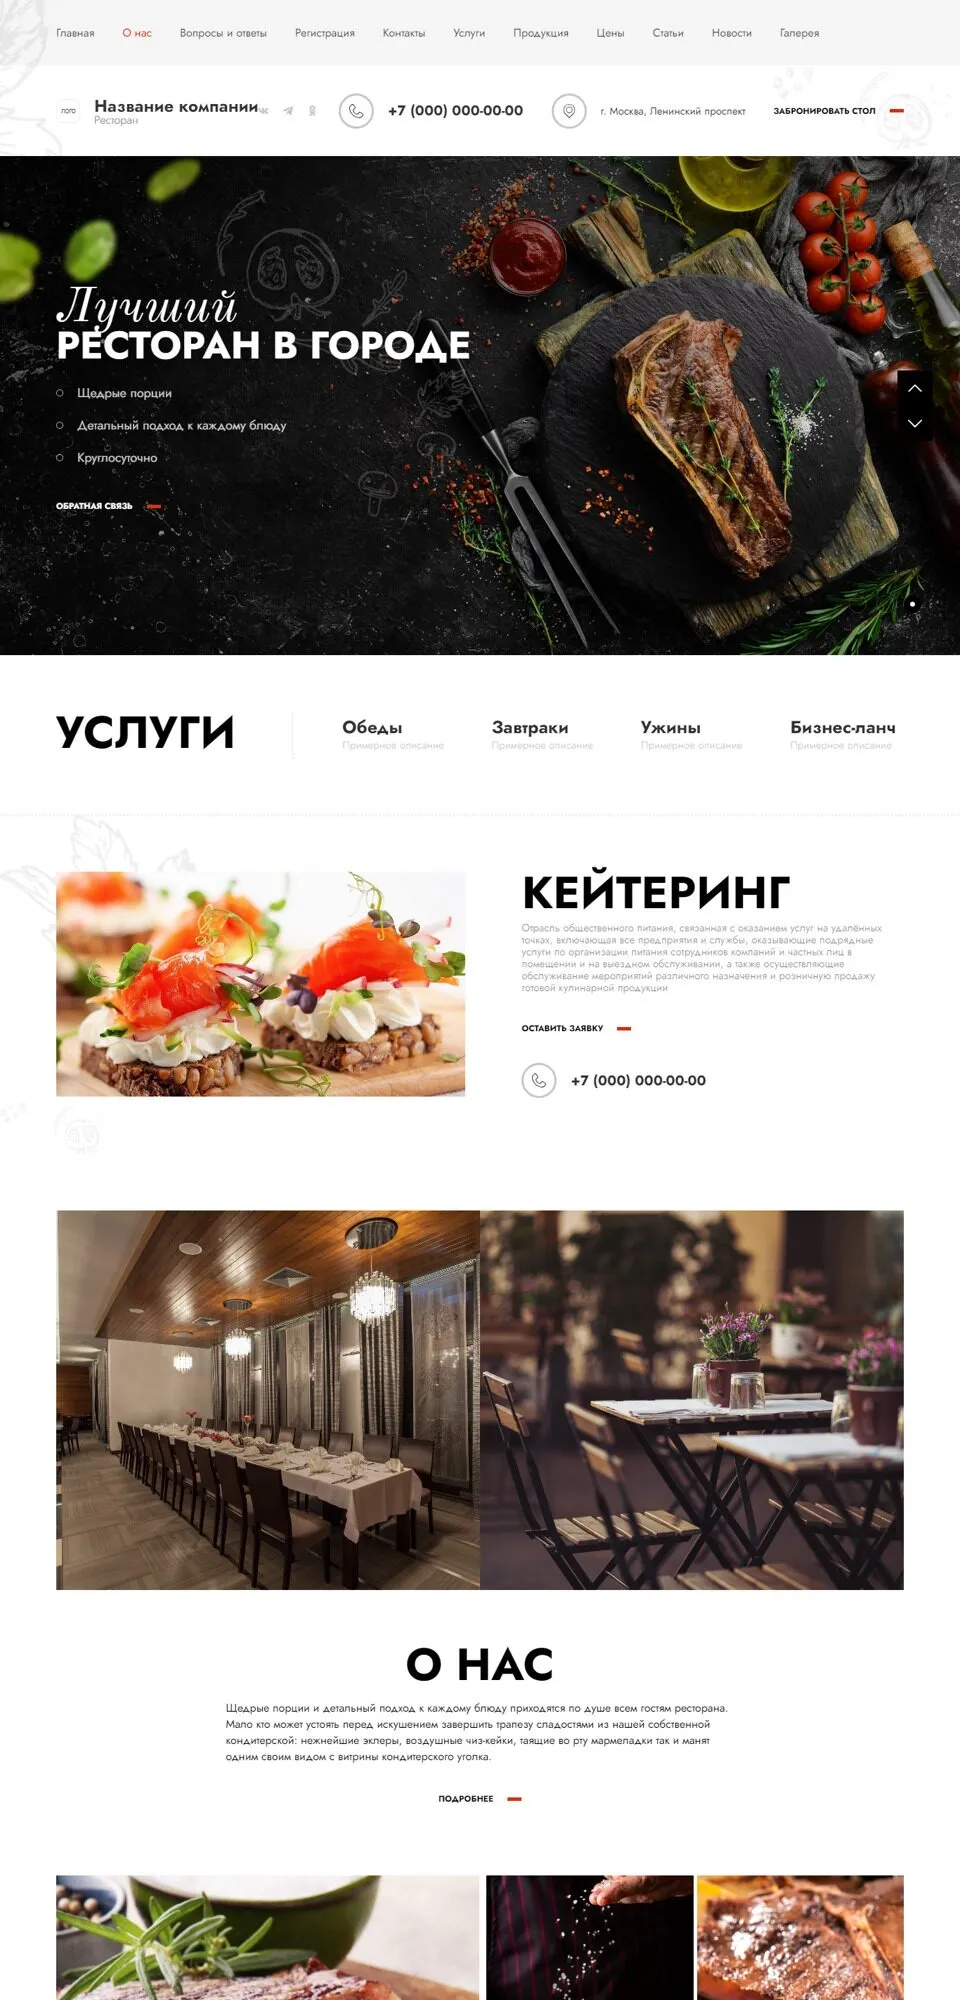 Главная О нас Вопросы и ответы Регистрация Контакты Услуги Продукция Цены Статьи Новости Галерея
лого
Название компании
Ресторан
+7 (000) 000-00-00
г. Москва, Ленинский проспект
ЗАБРОНИРОВАТЬ СТОЛ
Лучший
РЕСТОРАН В ГОРОДЕ
Щедрые порции
Детальный подход к каждому блюду
Круглосуточно
ОБРАТНАЯ СВЯЗЬ
УСЛУГИ
Обеды
Примерное описание
Завтраки
Примерное описание
Ужины
Примерное описание
Бизнес-ланч
Примерное описание
КЕЙТЕРИНГ
Отрасль общественного питания, связанная с оказанием услуг на удалённых
точках, включающая все предприятия и службы, оказывающие подрядные
услуги по организации питания сотрудников компаний и частных лиц в
помещении и на выездном обслуживании, а также осуществляющие
обслуживание мероприятий различного назначения и розничную продажу
готовой кулинарной продукции
ОСТАВИТЬ ЗАЯВКУ
+7 (000) 000-00-00
О НАС
Щедрые порции и детальный подход к каждому блюду приходятся по душе всем гостям ресторана.
Мало кто может устоять перед искушением завершить трапезу сладостями из нашей собственной
кондитерской: нежнейшие эклеры, воздушные чиз-кейки, таящие во рту мармеладки так и манят
одним своим видом с витрины кондитерского уголка.
ПОДРОБНЕЕ